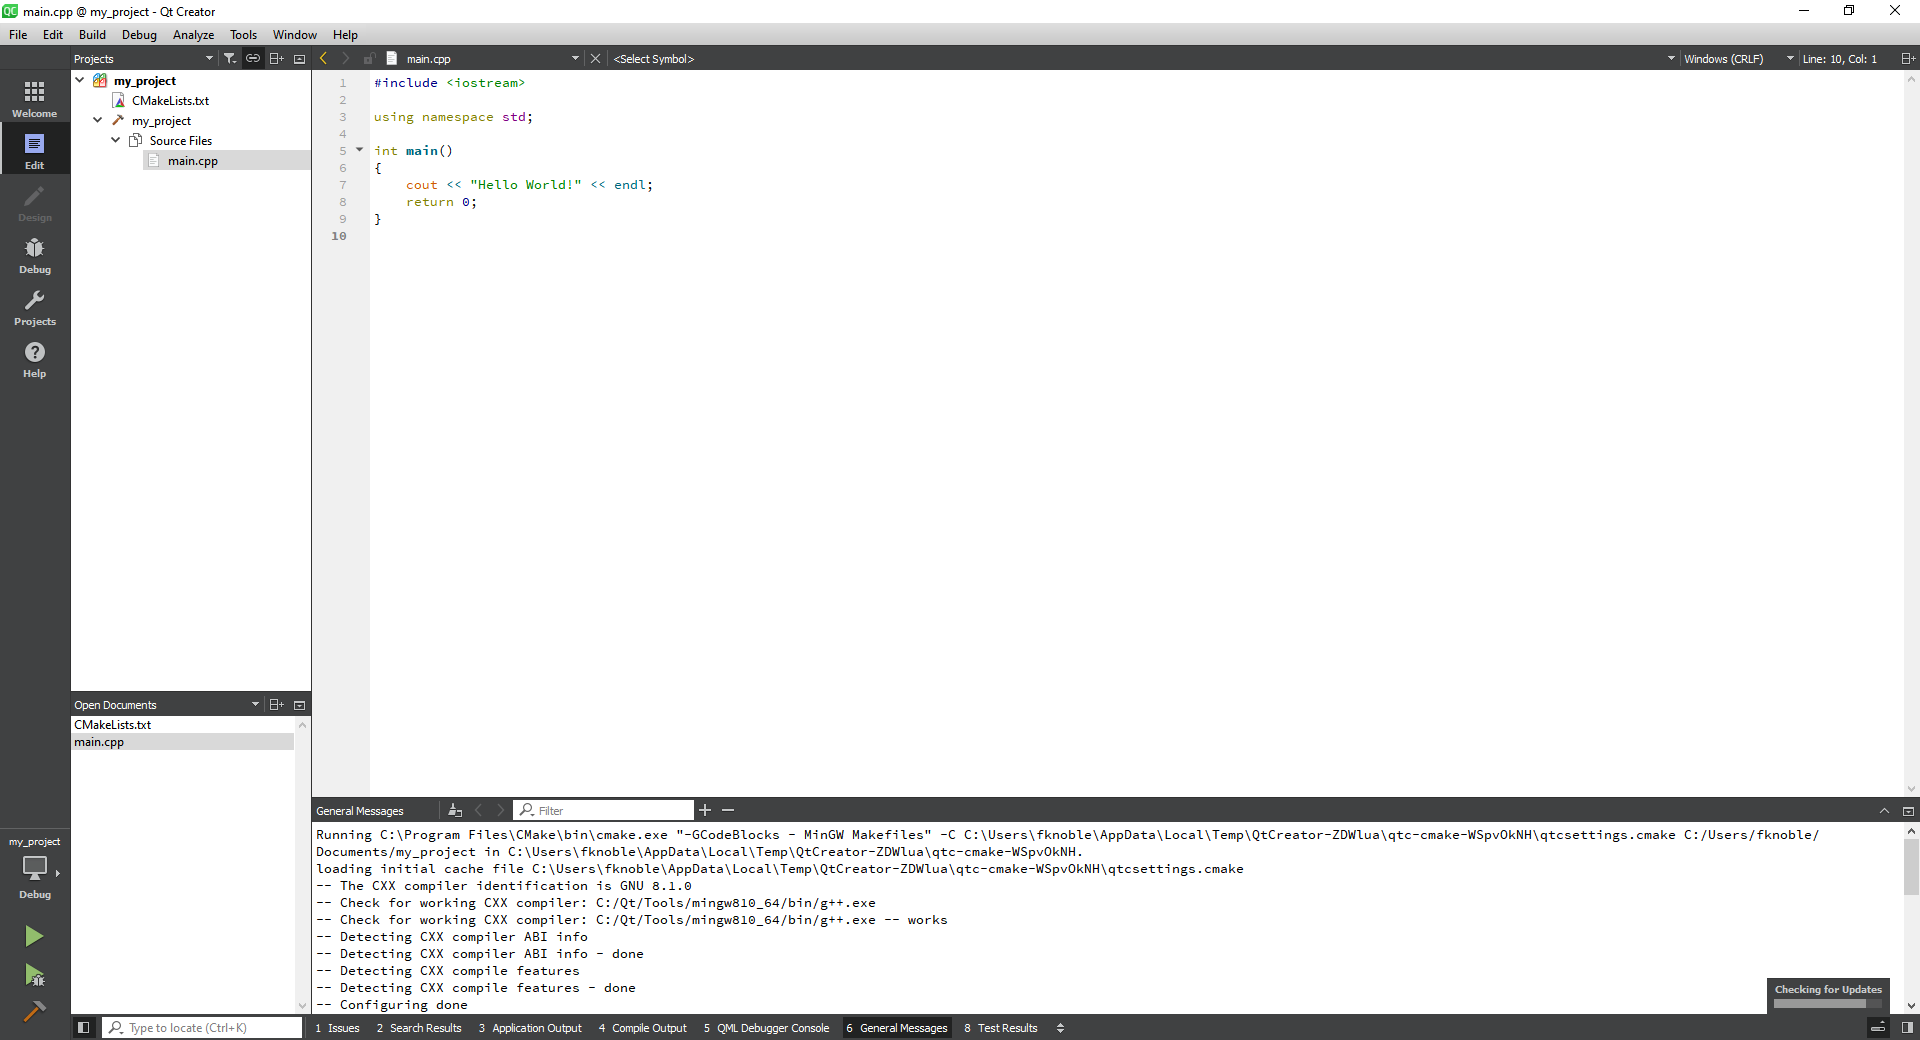 main.cpp @ my_project - Qt Creator
File Edit Build Debug Analyze Tools Window Help
Projects
main.cpp
<Select Symbol>
Windows (CRLF)
Line: 10, Col: 1
Welcome
Edit
Design
Debug
Projects
Help
my_project
CMakeLists.txt
my_project
Source Files
main.cpp
1 #include <iostream>
2
3 using namespace std;
4
5 int main()
6 {
7 cout << "Hello World!" << endl;
8 return 0;
9 }
10
Open Documents
CMakeLists.txt
main.cpp
my_project
Debug
General Messages
Filter
Running C:\Program Files\CMake\bin\cmake.exe "-GCodeBlocks - MinGW Makefiles" -C C:\Users\fknoble\AppData\Local\Temp\QtCreator-ZDWlua\qtc-cmake-WSpvOkNH\qtcsettings.cmake C:/Users/fknoble/
Documents/my_project in C:\Users\fknoble\AppData\Local\Temp\QtCreator-ZDWlua\qtc-cmake-WSpvOkNH.
loading initial cache file C:\Users\fknoble\AppData\Local\Temp\QtCreator-ZDWlua\qtc-cmake-WSpvOkNH\qtcsettings.cmake
-- The CXX compiler identification is GNU 8.1.0
-- Check for working CXX compiler: C:/Qt/Tools/mingw810_64/bin/g++.exe
-- Check for working CXX compiler: C:/Qt/Tools/mingw810_64/bin/g++.exe -- works
-- Detecting CXX compiler ABI info
-- Detecting CXX compiler ABI info - done
-- Detecting CXX compile features
-- Detecting CXX compile features - done
-- Configuring done
Checking for Updates
Type to locate (Ctrl+K)
1 Issues 2 Search Results 3 Application Output 4 Compile Output 5 QML Debugger Console 6 General Messages 8 Test Results